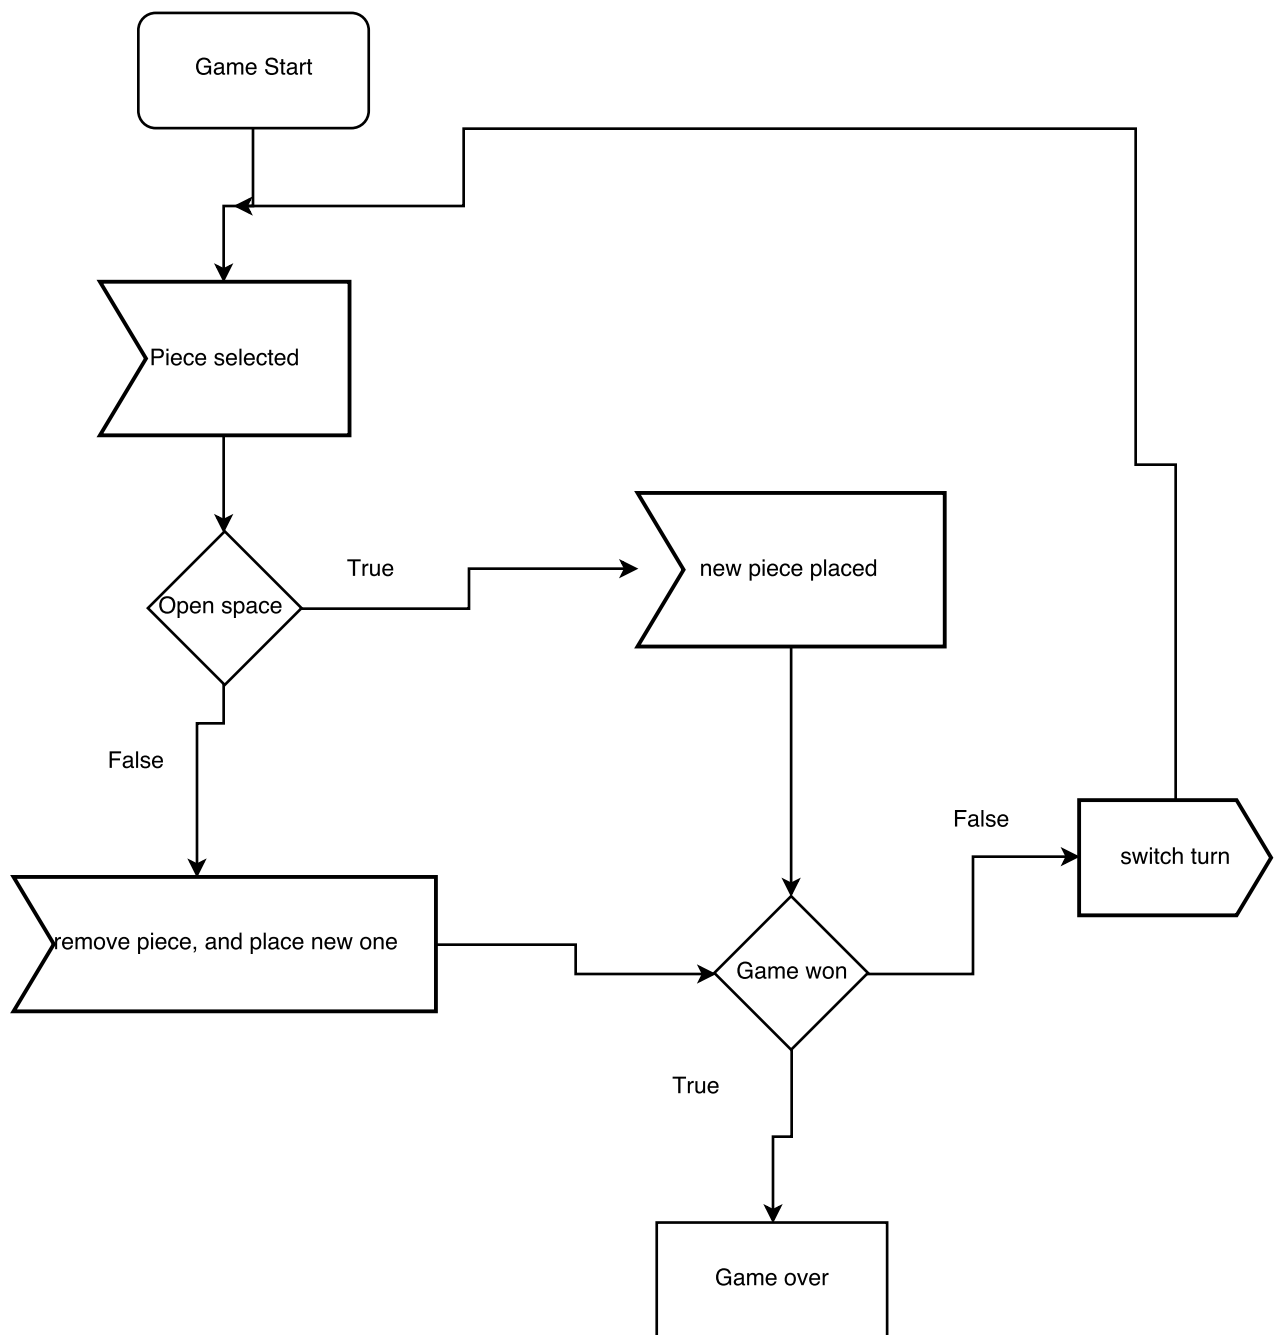 Game Start
Piece selected
Open space
True
new piece placed
False
remove piece, and place new one
Game won
False
switch turn
True
Game over